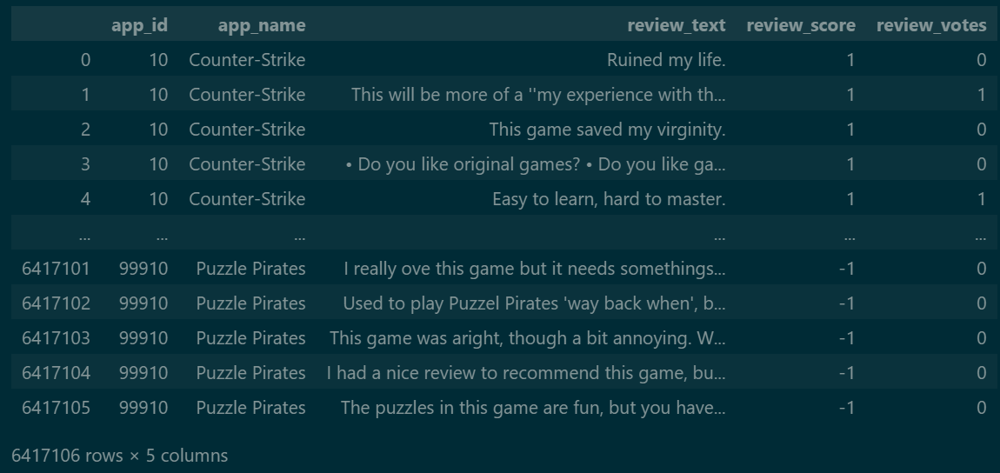 app_id app_name review_text review_score review_votes
0 10 Counter-Strike Ruined my life. 1 0
1 10 Counter-Strike This will be more of a ''my experience with th... 1 1
2 10 Counter-Strike This game saved my virginity. 1 0
3 10 Counter-Strike • Do you like original games? • Do you like ga... 1 0
4 10 Counter-Strike Easy to learn, hard to master. 1 1
... ... ... ... ... ...
6417101 99910 Puzzle Pirates I really ove this game but it needs somethings... -1 0
6417102 99910 Puzzle Pirates Used to play Puzzel Pirates 'way back when', b... -1 0
6417103 99910 Puzzle Pirates This game was aright, though a bit annoying. W... -1 0
6417104 99910 Puzzle Pirates I had a nice review to recommend this game, bu... -1 0
6417105 99910 Puzzle Pirates The puzzles in this game are fun, but you have... -1 0
6417106 rows × 5 columns